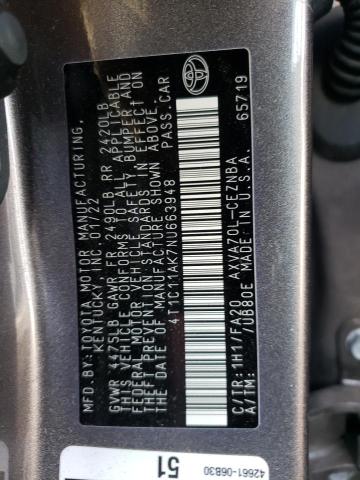 MFD.BY:TOYOTA MOTOR MANUFACTURING,
KENTUCKY, INC. 01/22
GVWR 4475LB GAWR FR 2490LB RR 2420LB
THIS VEHICLE CONFORMS TO ALL APPLICABLE
FEDERAL MOTOR VEHICLE SAFETY, BUMPER AND
THEFT PREVENTION STANDARDS IN EFFECT ON
THE DATE OF MANUFACTURE SHOWN ABOVE.
4T1C11AK7NU663948 PASS.CAR
C/TR: 1H1/FA20 AXVA70L-CEZNBA
A/TM: /UB80E MADE IN U.S.A. 65719
42661-06B30
51